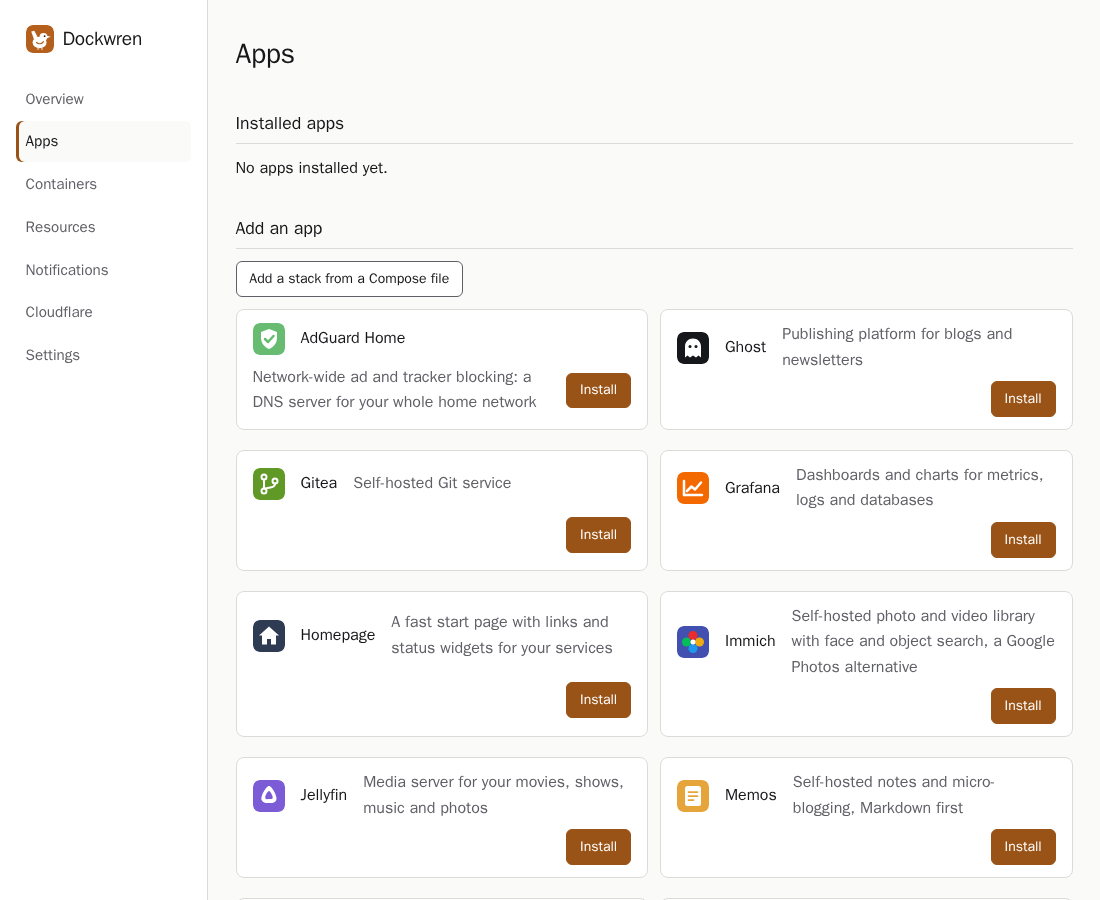 Dockwren
Overview
Apps
Containers
Resources
Notifications
Cloudflare
Settings
Apps
Installed apps
No apps installed yet.
Add an app
Add a stack from a Compose file
AdGuard Home
Network-wide ad and tracker blocking: a
DNS server for your whole home network
Install
Ghost
Publishing platform for blogs and
newsletters
Install
Gitea
Self-hosted Git service
Install
Grafana
Dashboards and charts for metrics,
logs and databases
Install
Homepage
A fast start page with links and
status widgets for your services
Install
Immich
Self-hosted photo and video library
with face and object search, a Google
Photos alternative
Install
Jellyfin
Media server for your movies, shows,
music and photos
Install
Memos
Self-hosted notes and micro-
blogging, Markdown first
Install